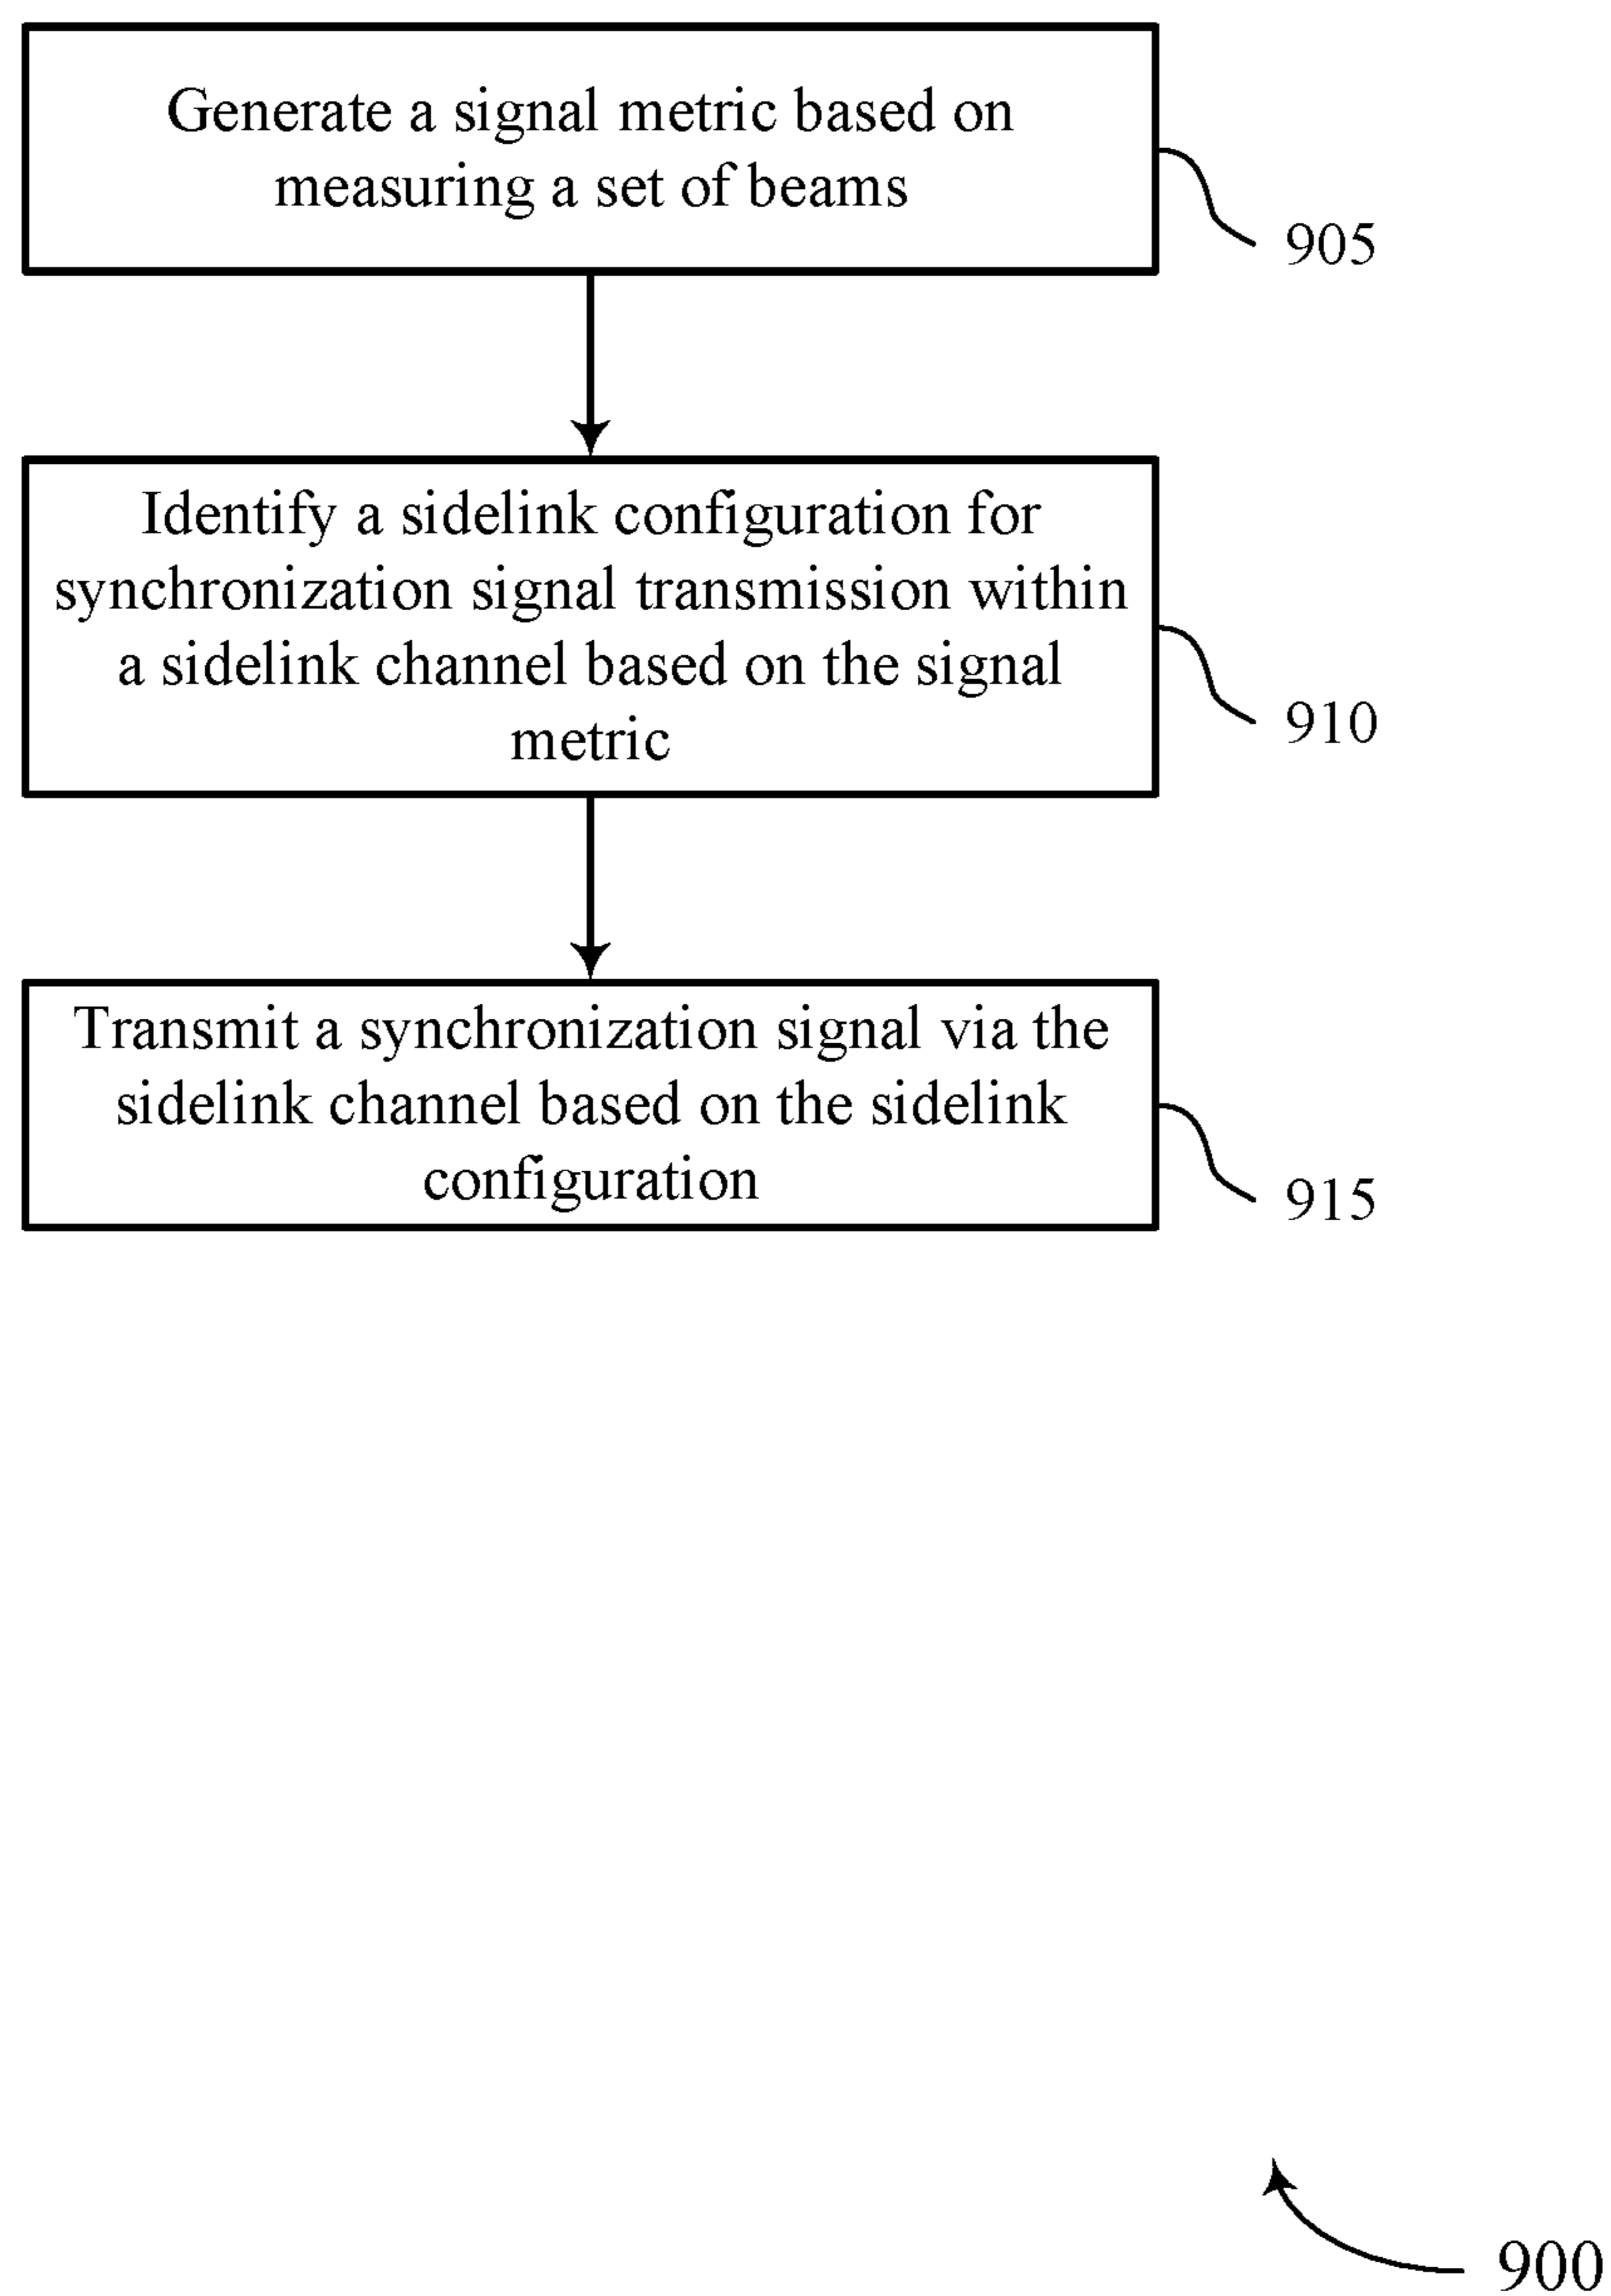 Generate a signal metric based on
measuring a set of beams
905
Identify a sidelink configuration for
synchronization signal transmission within
a sidelink channel based on the signal
metric
910
Transmit a synchronization signal via the
sidelink channel based on the sidelink
configuration
915
900